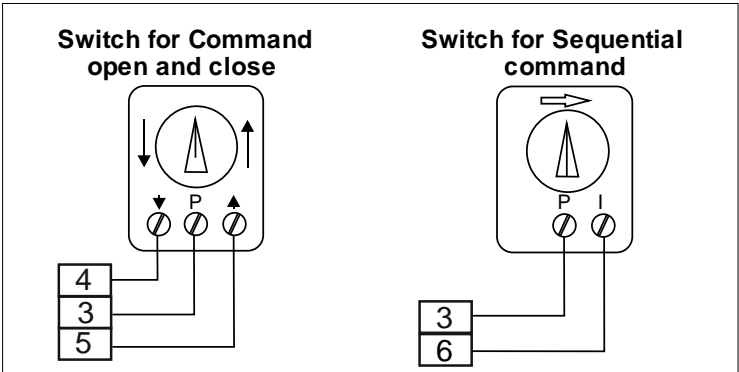 Switch for Command
open and close
P
4
3
5
Switch for Sequential
command
P I
3
6